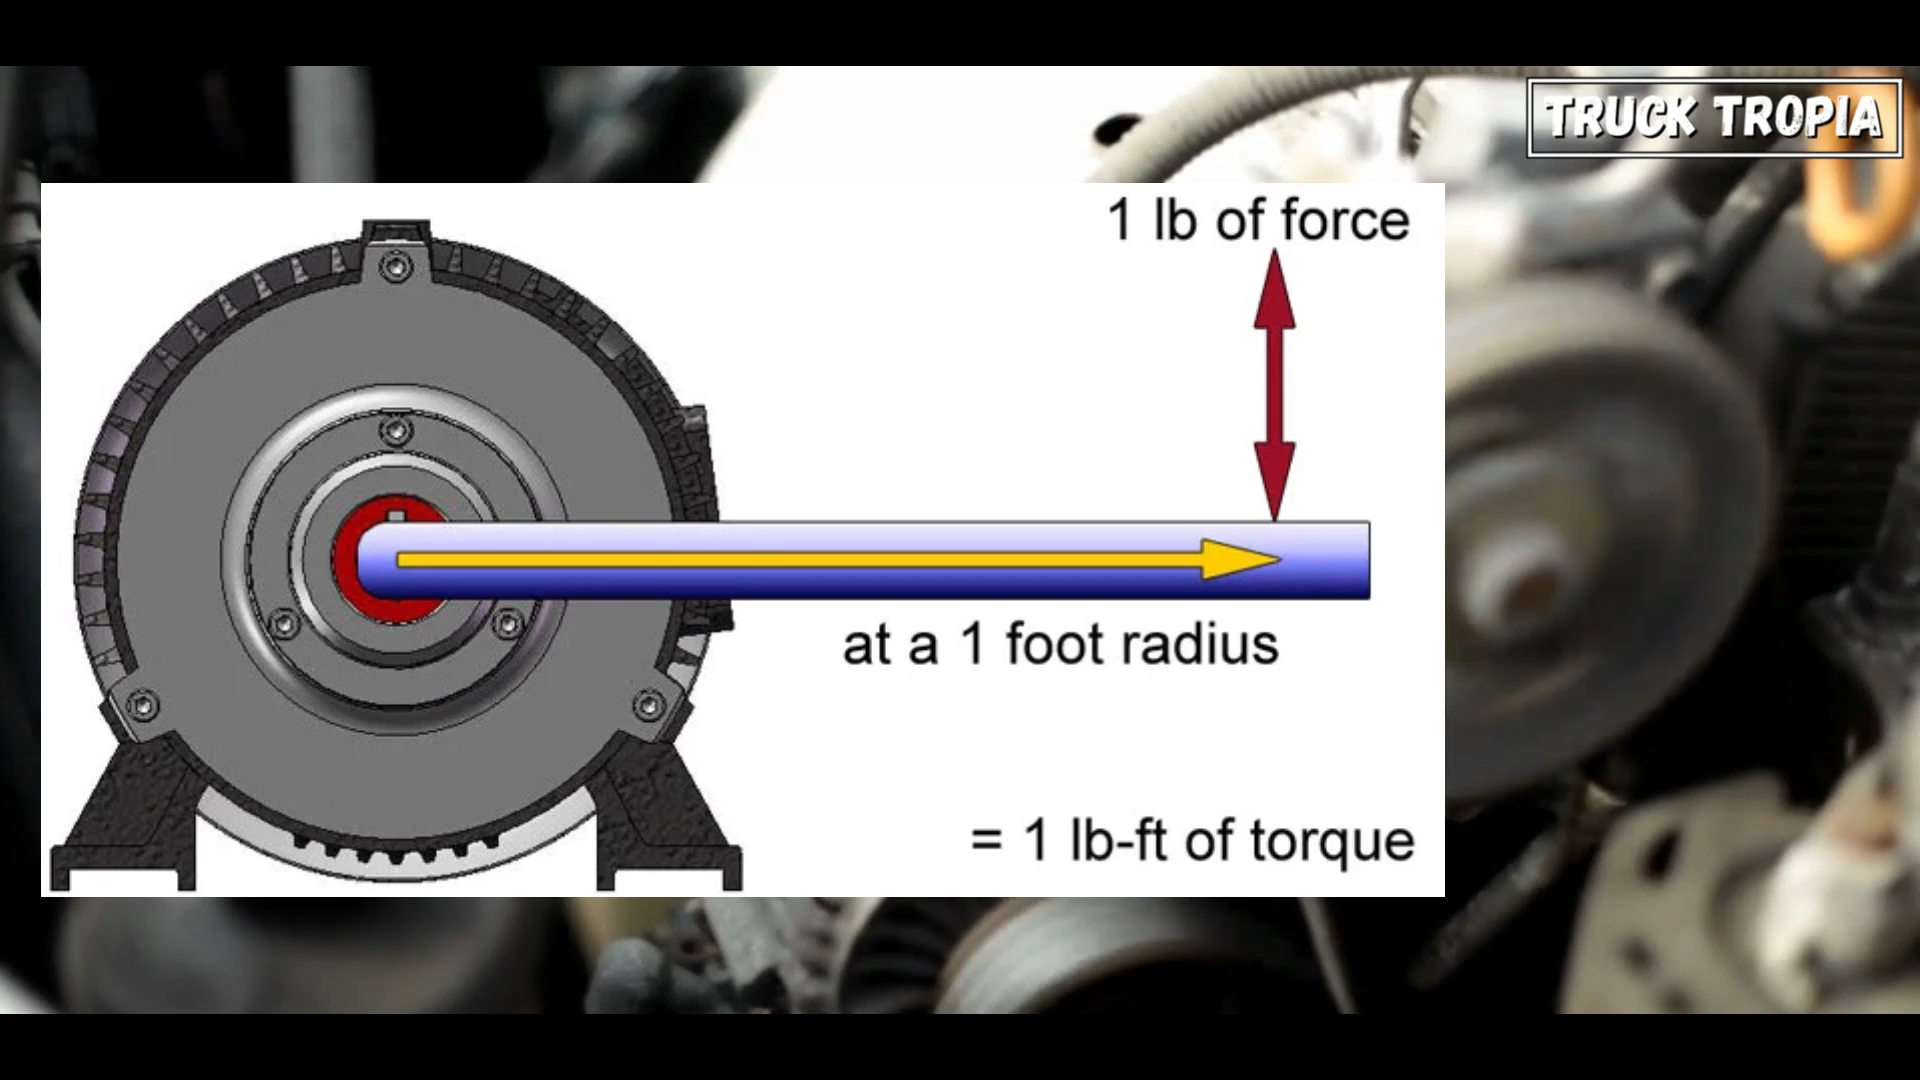 TRUCK TROPIA
1 lb of force
at a 1 foot radius
= 1 lb-ft of torque